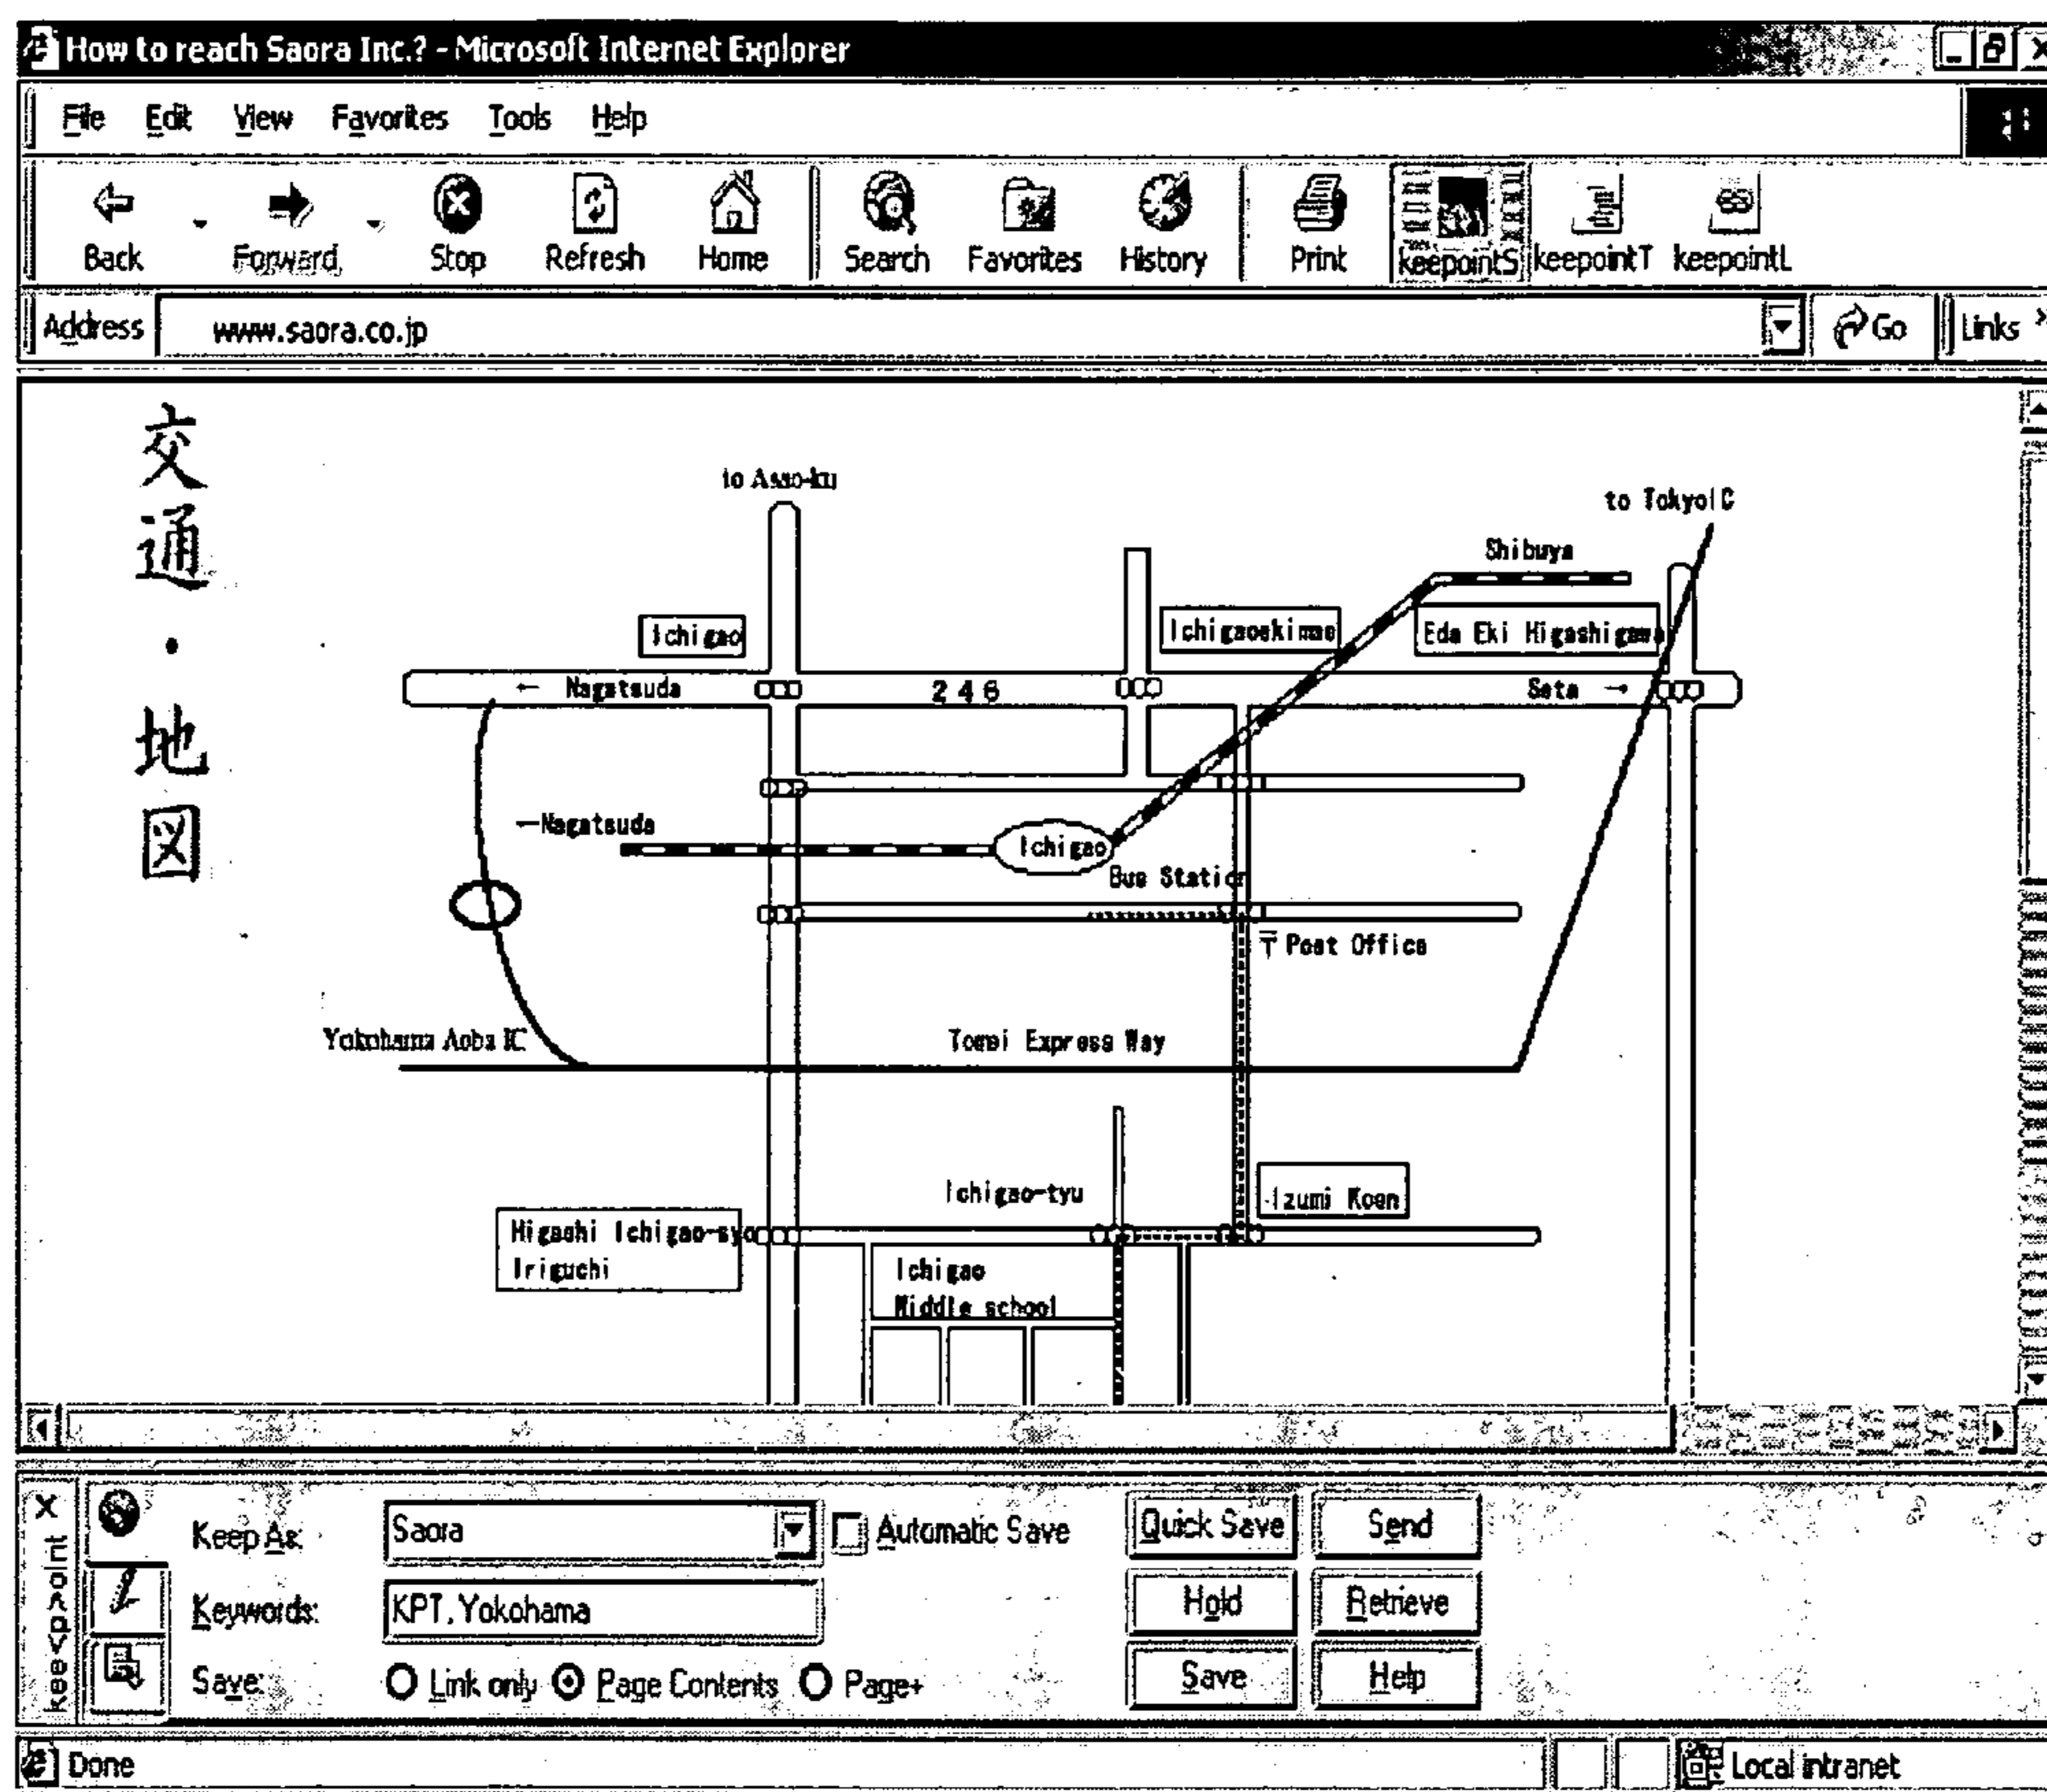 How to reach Saora Inc.? - Microsoft Internet Explorer
File Edit View Favorites Tools Help
Back Forward Stop Refresh Home Search Favorites History Print keepointS keepointT keepointL
Address www.saora.co.jp Go Links »
交通・地図
to Asao-ku
to TokyoIC
Shibuya
Ichigao
Ichigaoekimae
Eda Eki Higashigawa
← Nagatsuda
246
Seta →
←Nagatsuda
Ichigao
Bus Station
〒Post Office
Yokohama Aoba IC
Tomei Express Way
Ichigao-tyu
Izumi Koen
Higashi Ichigao-syo
Iriguchi
Ichigao
Middle school
kee<p>oint
Keep As: Saora Automatic Save Quick Save Send
Keywords: KPT, Yokohama Hold Retrieve
Save: Link only Page Contents Page+ Save Help
Done Local intranet